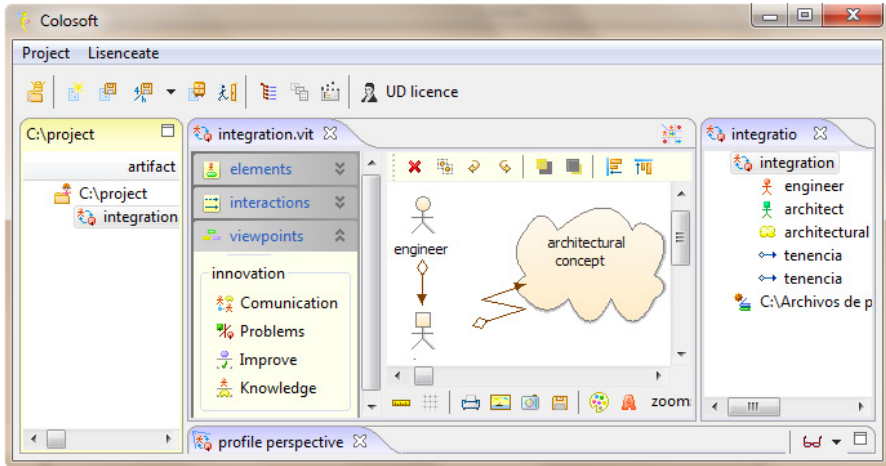 Colosoft
Project Lisenceate
UD licence
C:\project
artifact
C:\project
integration
integration.vit
elements
interactions
viewpoints
innovation
Comunication
Problems
Improve
Knowledge
engineer
architectural
concept
zoom:
profile perspective
integratio
integration
engineer
architect
architectural
tenencia
tenencia
C:\Archivos de p